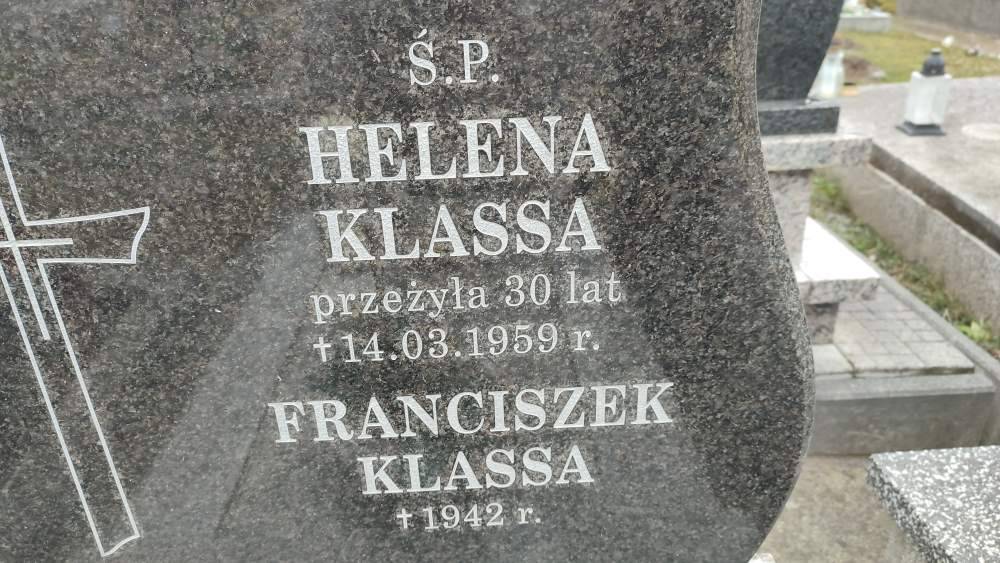 Ś.P.
HELENA
KLASSA
przeżyła 30 lat
✝14.03.1959 r.
FRANCISZEK
KLASSA
✝1942 r.